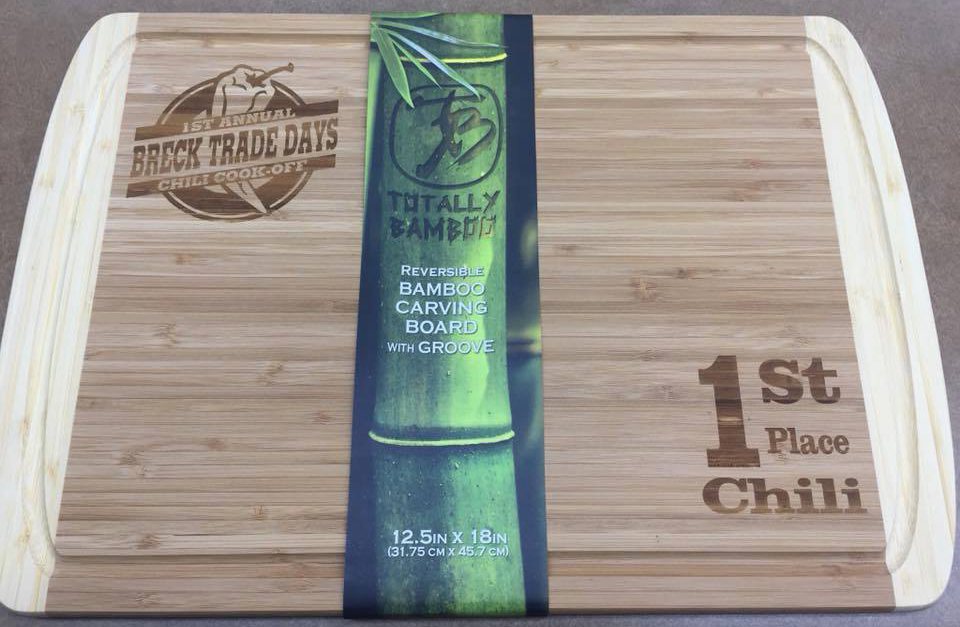 1ST ANNUAL
BRECK TRADE DAYS
CHILI COOK-OFF
TB
TOTALLY
BAMBOO
REVERSIBLE
BAMBOO
CARVING
BOARD
WITH GROOVE
12.5IN X 18IN
(31.75 CM X 45.7 CM)
1st
Place
Chili